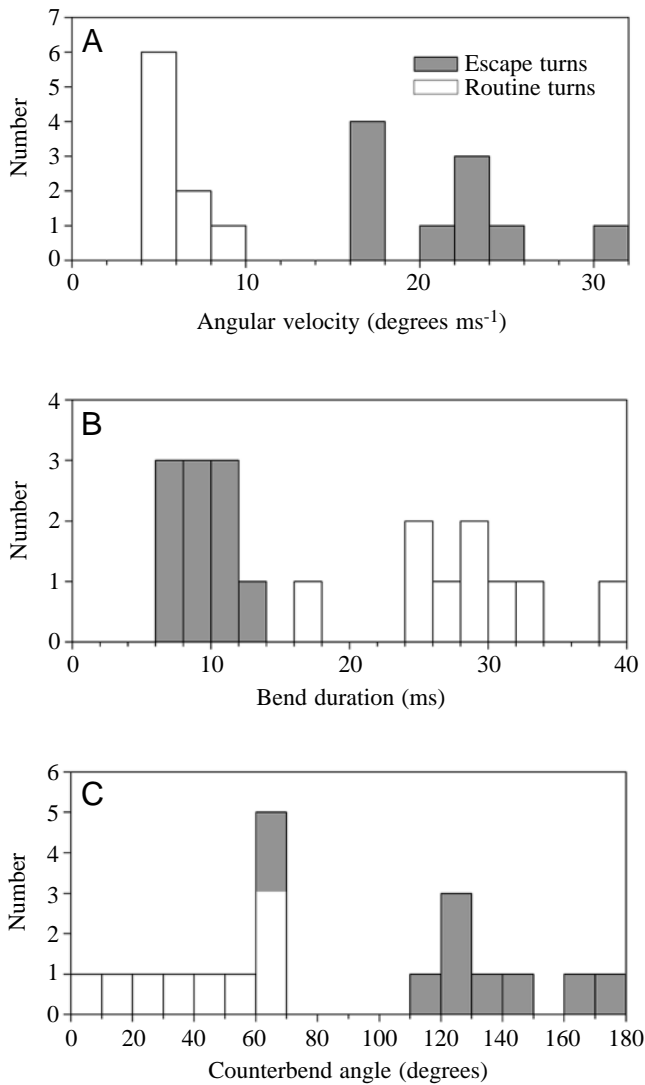 A
Number
7
6
5
4
3
2
1
0
Escape turns
Routine turns
0 10 20 30
Angular velocity (degrees ms-1)
B
Number
4
3
2
1
0
0 10 20 30 40
Bend duration (ms)
C
Number
6
5
4
3
2
1
0
0 20 40 60 80 100 120 140 160 180
Counterbend angle (degrees)